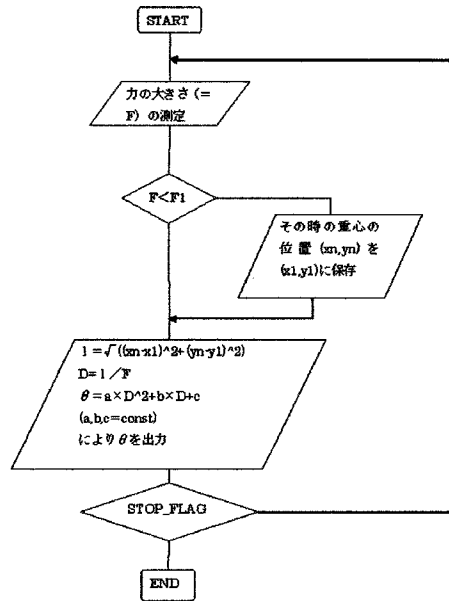 START
力の大きさ(=
F)の測定
F<F1
その時の重心の
位置(xn,yn)を
(x1,y1)に保存
l=√((xn-x1)^2+(yn-y1)^2)
D=l/F
θ=a×D^2+b×D+c
(a,b,c=const)
によりθを出力
STOP_FLAG
END